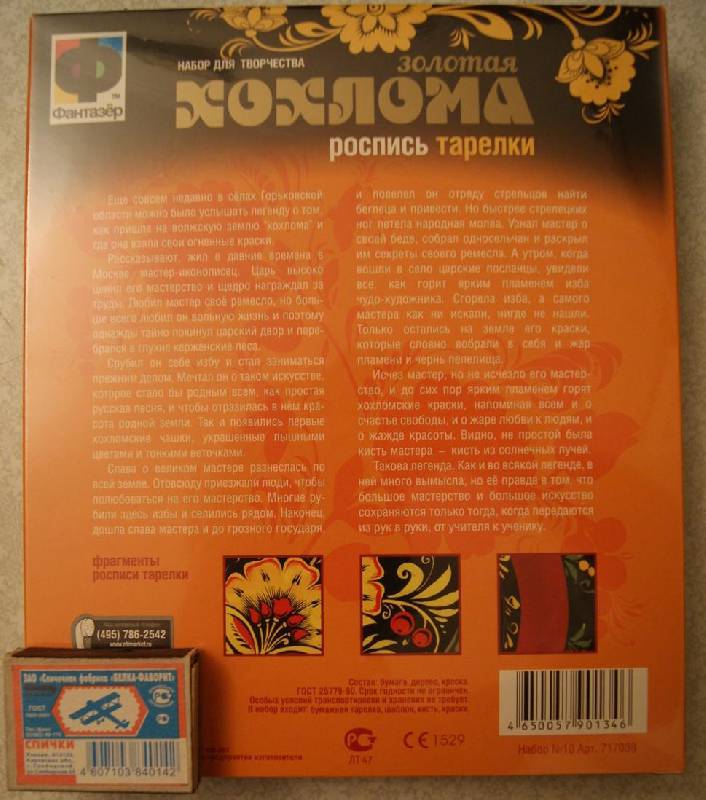 Фантазёр
TM
НАБОР ДЛЯ ТВОРЧЕСТВА
золотая
ХОХЛОМА
роспись тарелки
Еще совсем недавно в сёлах Горьковской
области можно было услышать легенду о том,
как пришла на волжскую землю "хохлома" и
где она взяла свои огненные краски.
Рассказывают, жил в давние времена в
Москве мастер-иконописец. Царь высоко
ценил его мастерство и щедро награждал за
труды. Любил мастер своё ремесло, но боль-
ше всего любил он вольную жизнь и поэтому
однажды тайно покинул царский двор и переб-
брался в глухие керженские леса.
Срубил он себе избу и стал заниматься
прежним делом. Мечтал он о таком искусстве,
которое стало бы родным всем, как простая
русская песня, и чтобы отразилась в нём кра-
сота родной земли. Так и появились первые
хохломские чашки, украшенные пышными
цветами и тонкими веточками.
Слава о великом мастере разнеслась по
всей земле. Отовсюду приезжали люди, чтобы
полюбоваться на его мастерство. Многие ру-
били здесь избы и селились рядом. Наконец,
дошла слава мастера и до грозного государя,
и повелел он отряду стрельцов найти
беглеца и привести. Но быстрее стрелецких
ног летела народная молва. Узнал мастер о
своей беде, собрал односельчан и раскрыл
им секреты своего ремесла. А утром, когда
вошли в село царские посланцы, увидели
все, как горит ярким пламенем изба
чудо-художника. Сгорела изба, а самого
мастера как ни искали, нигде не нашли.
Только остались на земле его краски,
которые словно вобрали в себя и жар
пламени и чернь пепелища.
Исчез мастер, но не исчезло его мастер-
ство, и до сих пор ярким пламенем горят
хохломские краски, напоминая всем и о
счастье свободы, и о жаре любви к людям, и
о жажде красоты. Видно, не простой была
кисть мастера – кисть из солнечных лучей.
Такова легенда. Как и во всякой легенде, в
ней много вымысла, но её правда в том, что
большое мастерство и большое искусство
сохраняются только тогда, когда передаются
из рук в руки, от учителя к ученику.
фрагменты
росписи тарелки
(495) 786-2542
Состав: бумага, дерево, краска.
ГОСТ 25779-90. Срок годности не ограничен.
Особых условий транспортировки и хранения не требует.
В набор входит: бумажная тарелка, шаблон, кисть, краски.
4 650057 901346
Набор №10 Арт. 717038
CE 1529
ЛТ47
предприятия изготовителя
ЗАО «Спичечная фабрика «БЕЛКА-ФАВОРИТ»
ГОСТ
СПИЧКИ
4 607103 840142